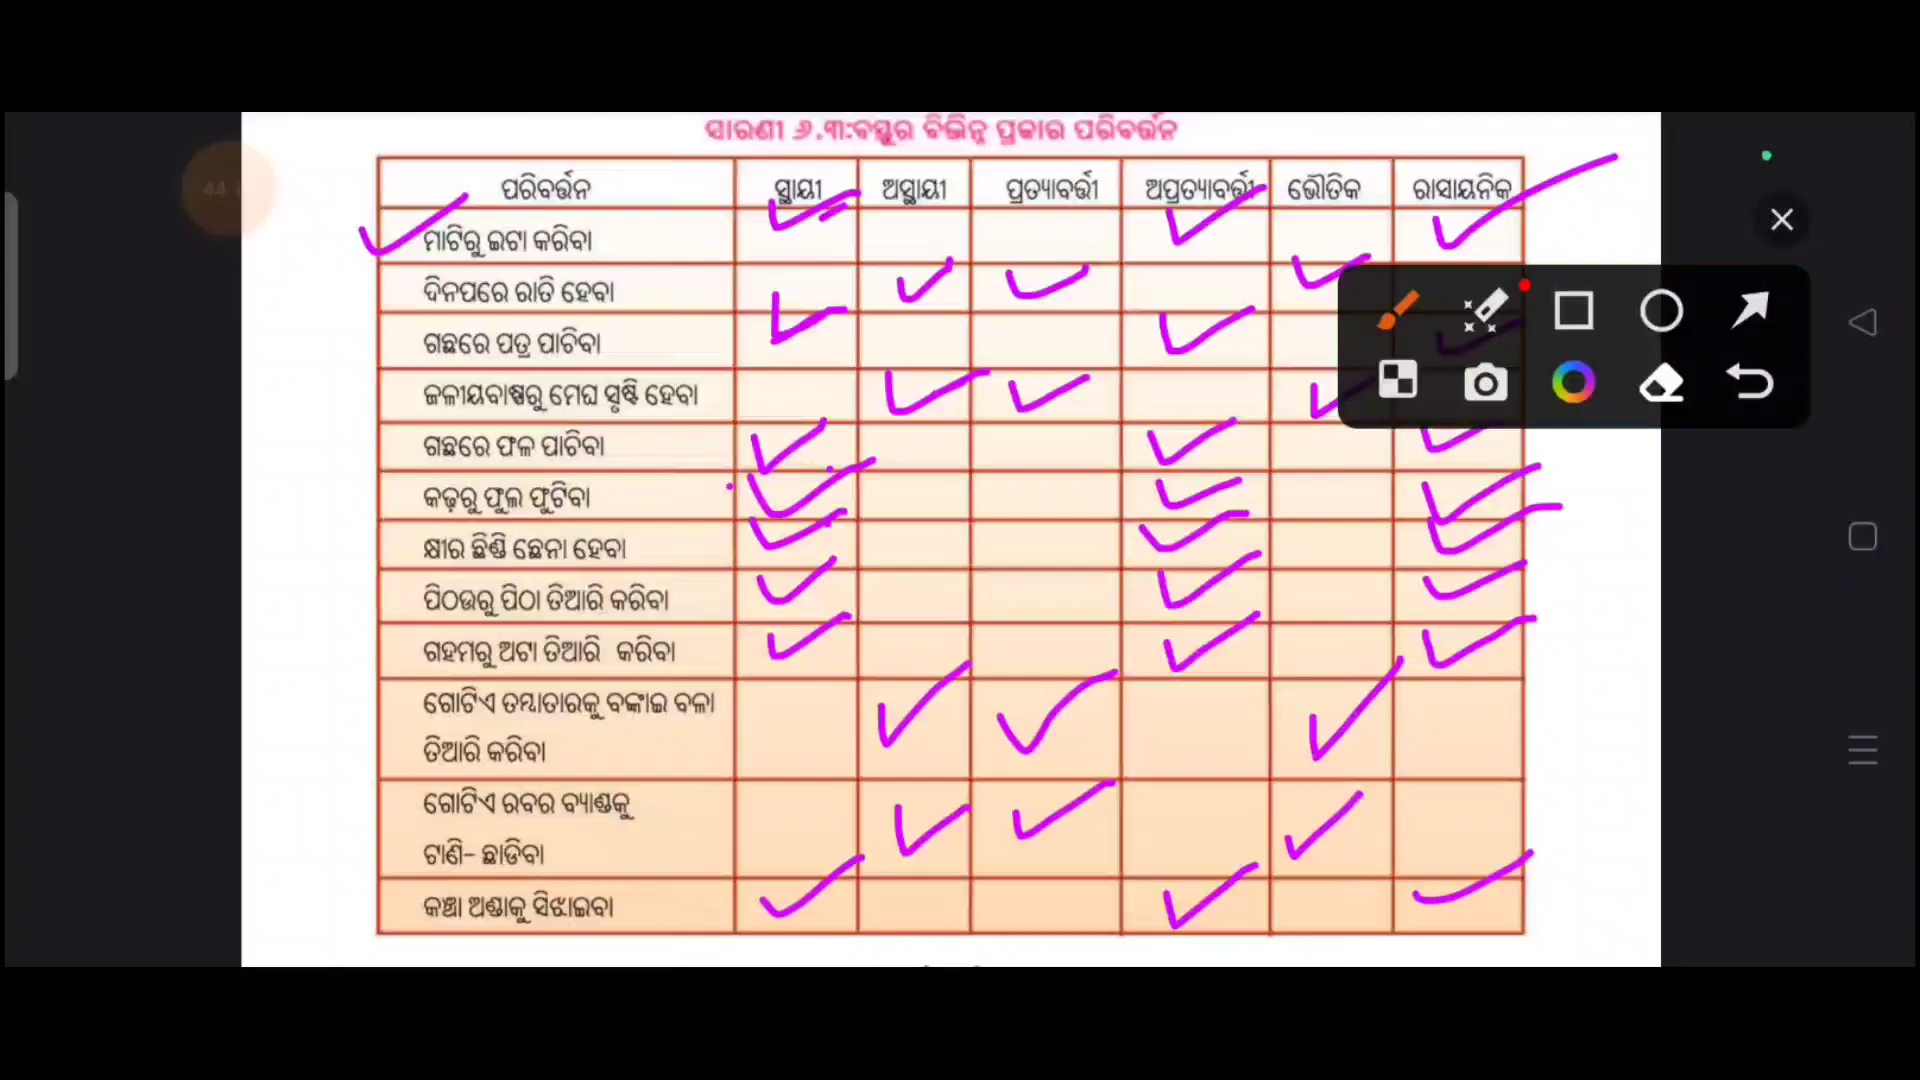 ସାରଣୀ ୬.୩:ବସ୍ତୁର ବିଭିନ୍ନ ପ୍ରକାର ପରିବର୍ତ୍ତନ
ପରିବର୍ତ୍ତନ ସ୍ଥାୟୀ ଅସ୍ଥାୟୀ ପ୍ରତ୍ୟାବର୍ତ୍ତୀ ଅପ୍ରତ୍ୟାବର୍ତ୍ତୀ ଭୌତିକ ରାସାୟନିକ
ମାଟିରୁ ଇଟା କରିବା
ଦିନପରେ ରାତି ହେବା
ଗଛରେ ପତ୍ର ପାଚିବା
ଜଳୀୟବାଷ୍ପରୁ ମେଘ ସୃଷ୍ଟି ହେବା
ଗଛରେ ଫଳ ପାଚିବା
କଢ଼ରୁ ଫୁଲ ଫୁଟିବା
କ୍ଷୀର ଛିଣ୍ଡି ଛେନା ହେବା
ପିଠଉରୁ ପିଠା ତିଆରି କରିବା
ଗହମରୁ ଅଟା ତିଆରି କରିବା
ଗୋଟିଏ ତମ୍ବାତାରକୁ ବଙ୍କାଇ ବଳା
ତିଆରି କରିବା
ଗୋଟିଏ ରବର ବ୍ୟାଣ୍ଡକୁ
ଟାଣି– ଛାଡିବା
କଞ୍ଚା ଅଣ୍ଡାକୁ ସିଝାଇବା